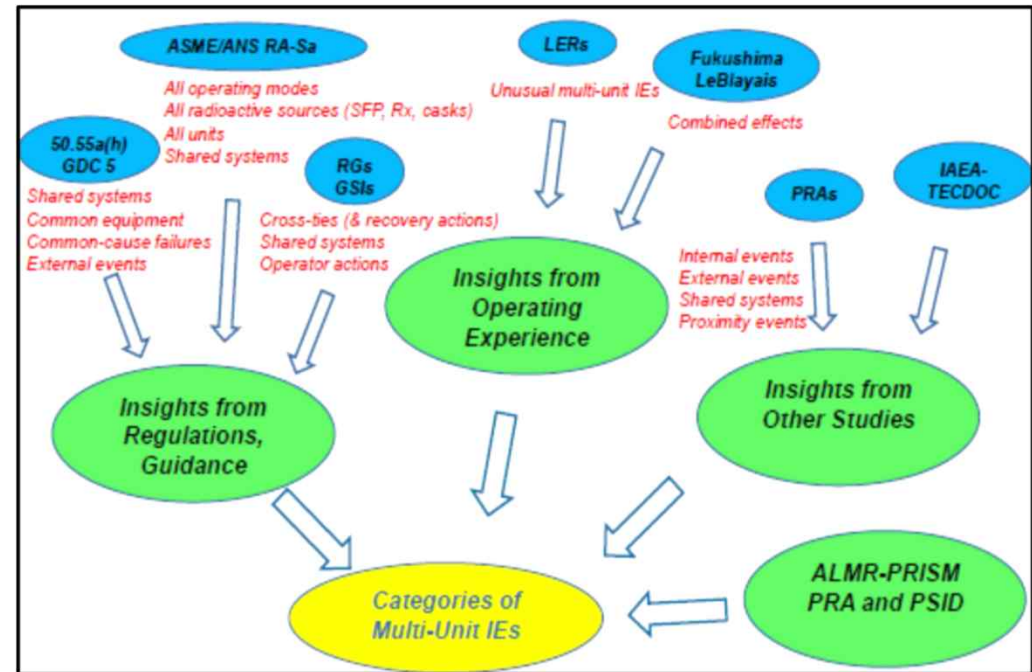 ASME/ANS RA-Sa
All operating modes
All radioactive sources (SFP, Rx, casks)
All units
Shared systems
LERs
Unusual multi-unit IEs
Fukushima
LeBlayais
Combined effects
50.55a(h)
GDC 5
Shared systems
Common equipment
Common-cause failures
External events
RGs
GSIs
Cross-ties (& recovery actions)
Shared systems
Operator actions
PRAs
Internal events
External events
Shared systems
Proximity events
IAEA-
TECDOC
Insights from
Operating
Experience
Insights from
Regulations,
Guidance
Insights from
Other Studies
ALMR-PRISM
PRA and PSID
Categories of
Multi-Unit IEs